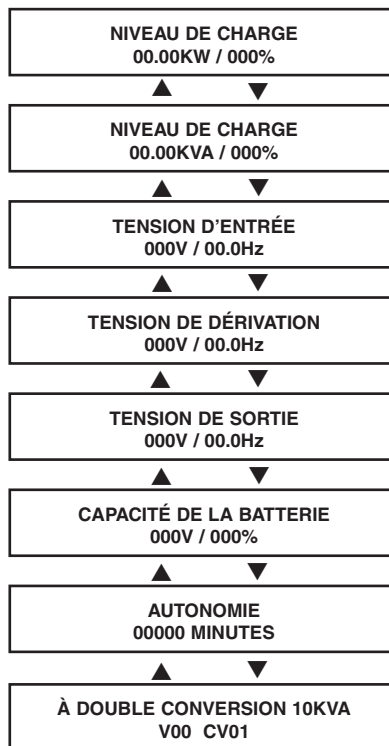 NIVEAU DE CHARGE
00.00KW / 000%
NIVEAU DE CHARGE
00.00KVA / 000%
TENSION D'ENTRÉE
000V / 00.0Hz
TENSION DE DÉRIVATION
000V / 00.0Hz
TENSION DE SORTIE
000V / 00.0Hz
CAPACITÉ DE LA BATTERIE
000V / 000%
AUTONOMIE
00000 MINUTES
À DOUBLE CONVERSION 10KVA
V00 CV01